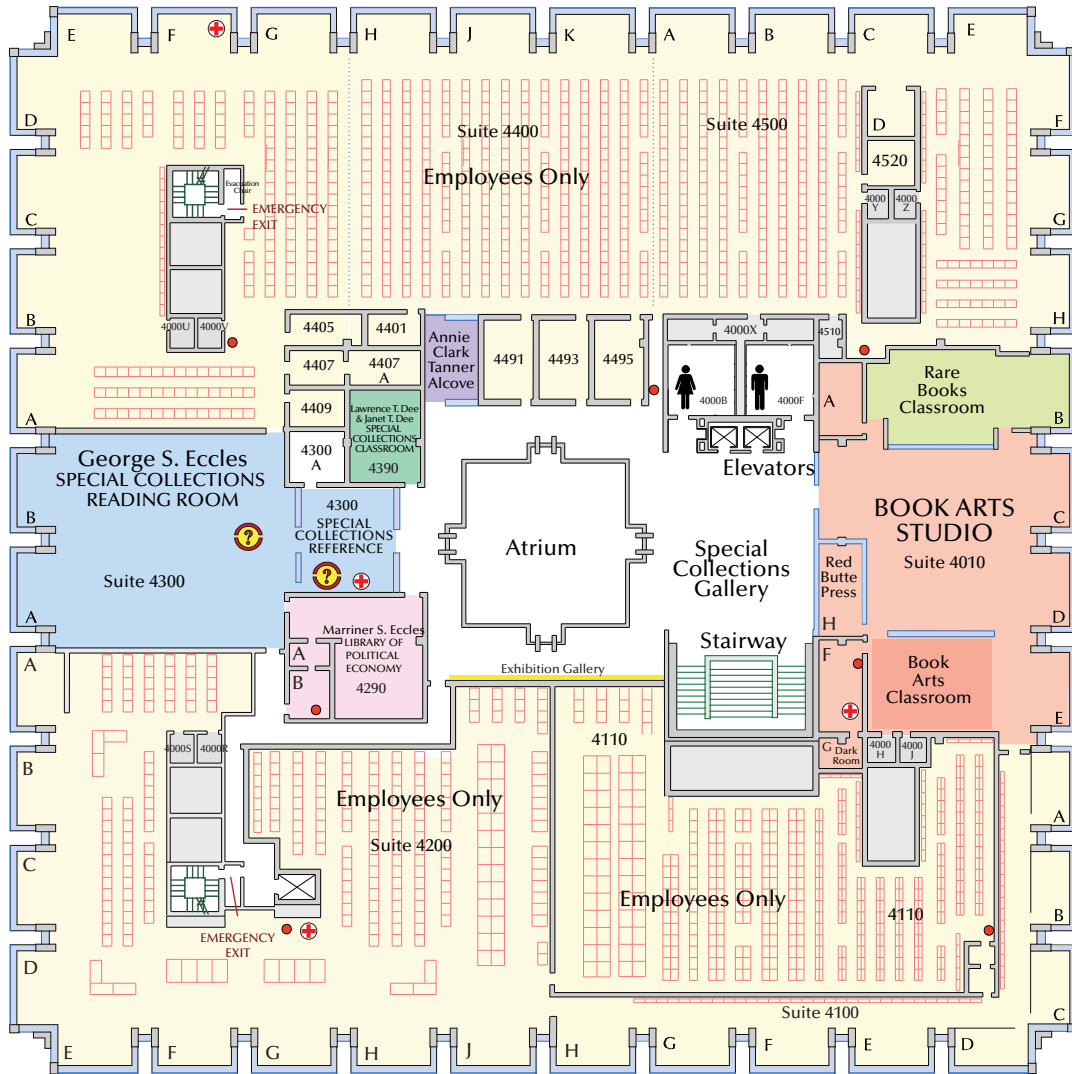 E
F
G
H
J
K
A
B
C
E
D
C
B
A
F
G
H
B
Suite 4400
Suite 4500
Employees Only
D
4520
4000
Y
4000
Z
Evacuation
Chair
EMERGENCY
EXIT
4000U
4000V
4405
4401
4407
4407
A
4409
4300
A
Lawrence T. Dee
& Janet T. Dee
SPECIAL
COLLECTIONS
CLASSROOM
4390
Annie
Clark
Tanner
Alcove
4491
4493
4495
4000X
4510
4000B
4000F
A
Rare
Books
Classroom
Elevators
George S. Eccles
SPECIAL COLLECTIONS
READING ROOM
?
Suite 4300
B
A
4300
SPECIAL
COLLECTIONS
REFERENCE
?
Atrium
Special
Collections
Gallery
BOOK ARTS
STUDIO
Suite 4010
C
D
E
Red
Butte
Press
H
F
Stairway
Book
Arts
Classroom
Marriner S. Eccles
LIBRARY OF
POLITICAL
ECONOMY
4290
A
B
Exhibition Gallery
G
Dark
Room
4000
H
4000
J
A
B
C
D
4000S
4000R
4110
Employees Only
Suite 4200
Employees Only
4110
EMERGENCY
EXIT
A
B
C
Suite 4100
E
F
G
H
J
H
G
F
E
D